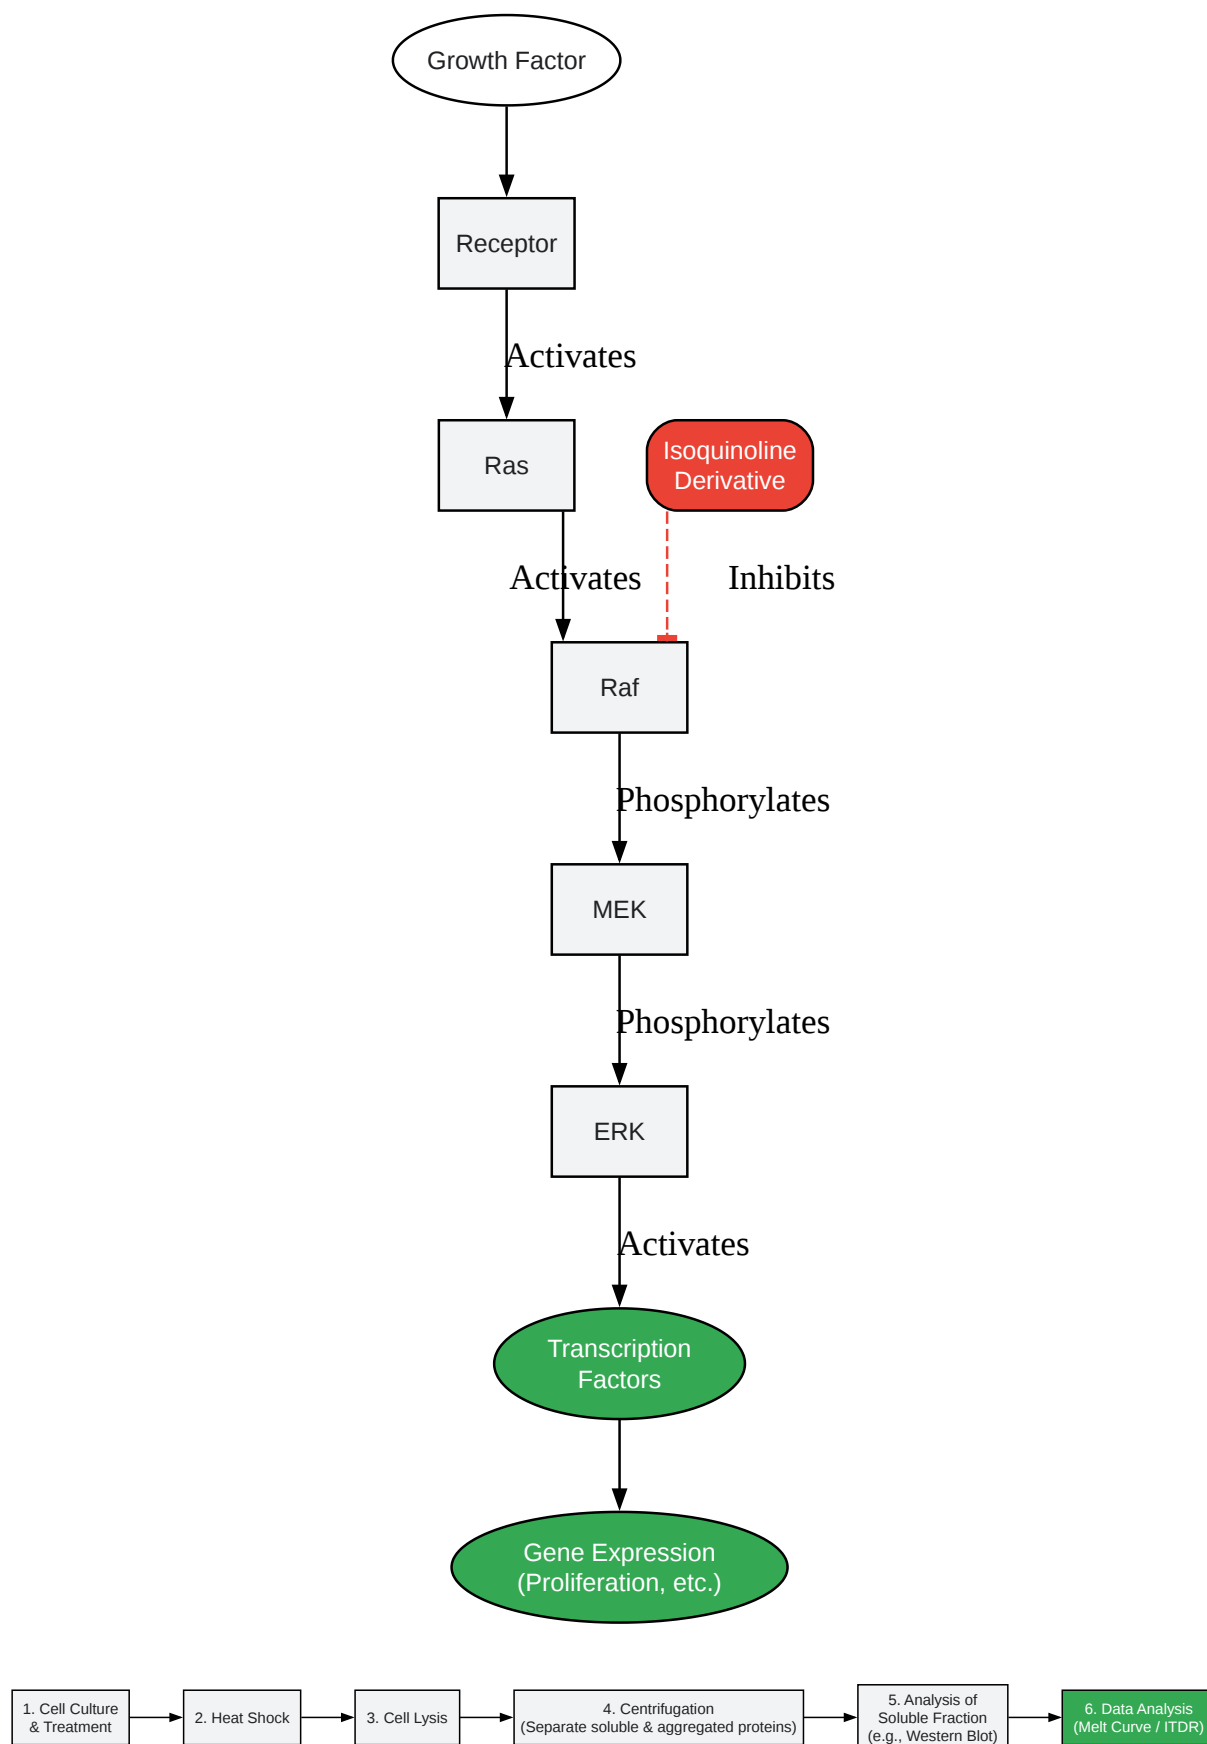 Growth Factor
Receptor
Activates
Ras
Isoquinoline
Derivative
Activates
Inhibits
Raf
Phosphorylates
MEK
Phosphorylates
ERK
Activates
Transcription
Factors
Gene Expression
(Proliferation, etc.)
1. Cell Culture
& Treatment
2. Heat Shock
3. Cell Lysis
4. Centrifugation
(Separate soluble & aggregated proteins)
5. Analysis of
Soluble Fraction
(e.g., Western Blot)
6. Data Analysis
(Melt Curve / ITDR)